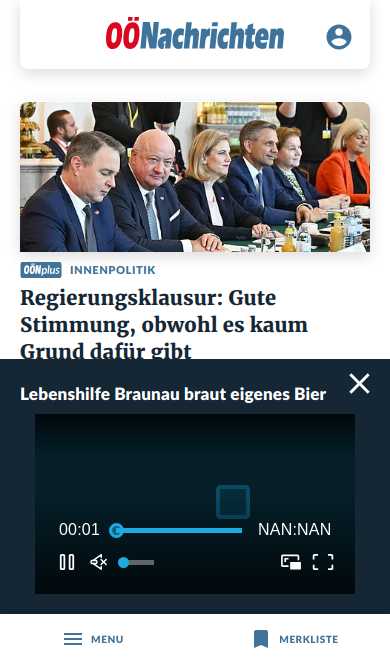 OÖNachrichten
OÖNplus INNENPOLITIK
Regierungsklausur: Gute
Stimmung, obwohl es kaum
Grund dafür gibt
Lebenshilfe Braunau braut eigenes Bier
00:01 NAN:NAN
MENU MERKLISTE